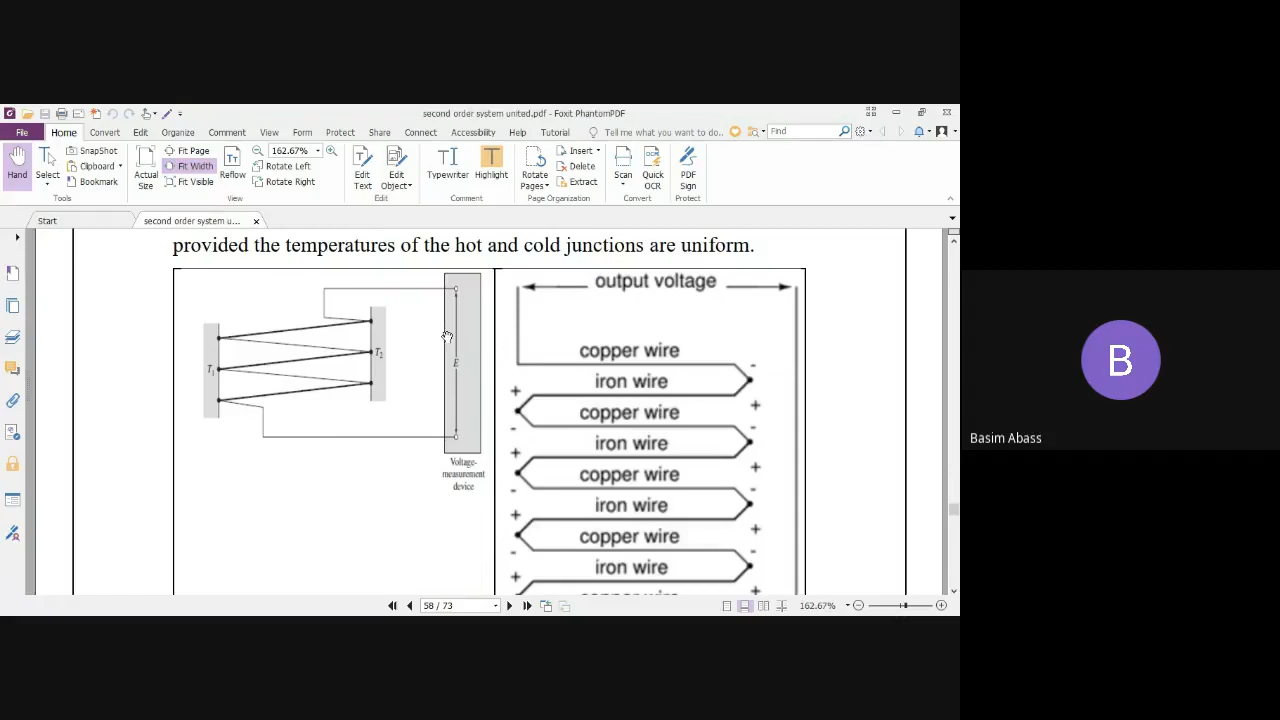 second order system united.pdf - Foxit PhantomPDF
File
Home
Convert
Edit
Organize
Comment
View
Form
Protect
Share
Connect
Accessibility
Help
Tutorial
Tell me what you want to do..
Find
Hand
Select
SnapShot
Clipboard
Bookmark
Tools
Actual
Size
Fit Page
Fit Width
Fit Visible
Reflow
162.67%
Rotate Left
Rotate Right
View
Edit
Text
Edit
Object
Edit
Typewriter
Highlight
Comment
Rotate
Pages
Insert
Delete
Extract
Page Organization
Scan
Quick
OCR
Convert
PDF
Sign
Protect
Start
second order system u...
provided the temperatures of the hot and cold junctions are uniform.
T1
T2
E
Voltage-
measurement
device
output voltage
copper wire
-
iron wire
+
+
copper wire
-
-
iron wire
+
+
copper wire
-
-
iron wire
+
+
copper wire
-
-
iron wire
+
+
copper wire
58 / 73
162.67%
B
Basim Abass